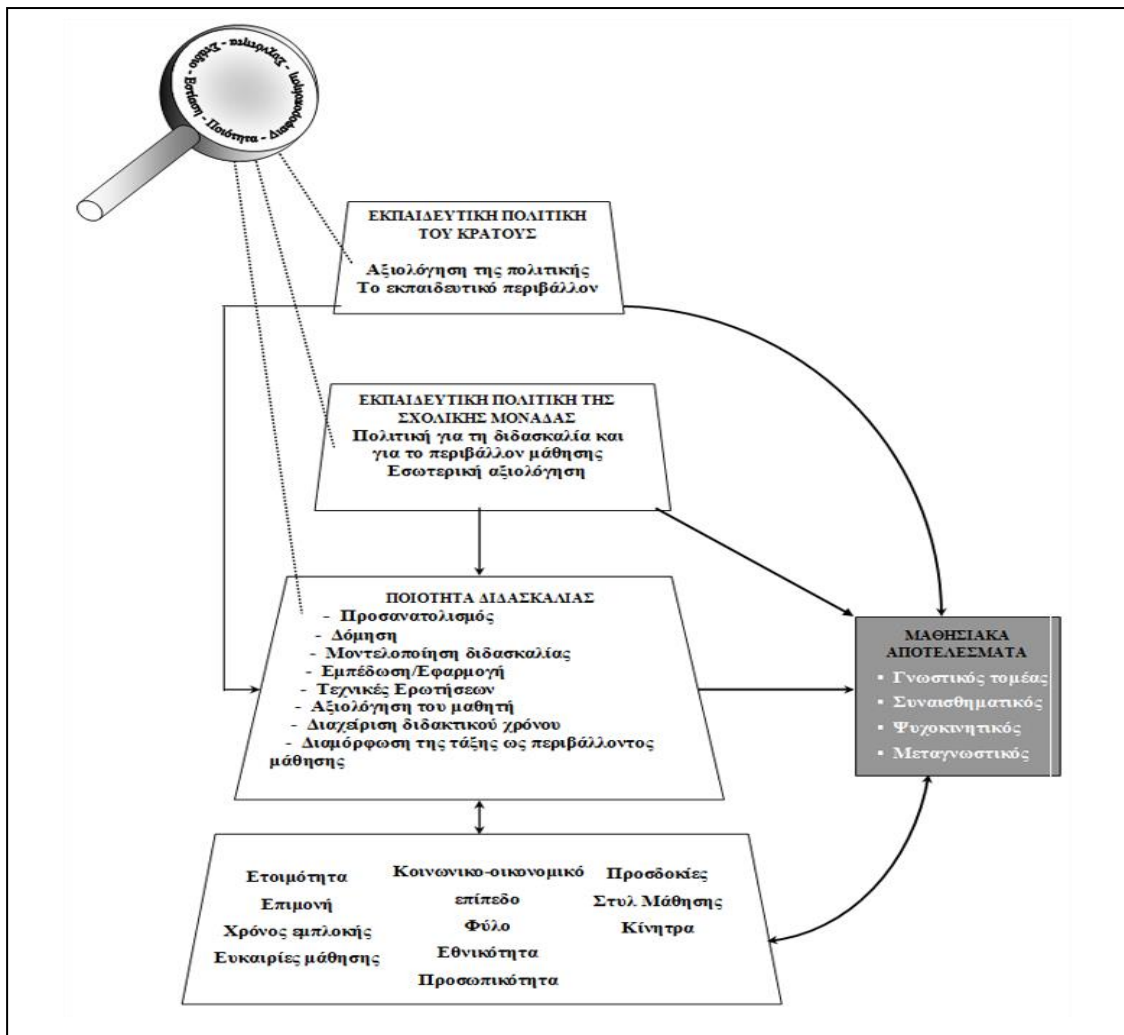 Εστίαση - Ποιότητα - Διαφοροποίηση - Συχνότητα - Στάδιο -
ΕΚΠΑΙΔΕΥΤΙΚΗ ΠΟΛΙΤΙΚΗ
ΤΟΥ ΚΡΑΤΟΥΣ
Αξιολόγηση της πολιτικής
Το εκπαιδευτικό περιβάλλον
ΕΚΠΑΙΔΕΥΤΙΚΗ ΠΟΛΙΤΙΚΗ ΤΗΣ
ΣΧΟΛΙΚΗΣ ΜΟΝΑΔΑΣ
Πολιτική για τη διδασκαλία και
για το περιβάλλον μάθησης
Εσωτερική αξιολόγηση
ΠΟΙΟΤΗΤΑ ΔΙΔΑΣΚΑΛΙΑΣ
- Προσανατολισμός
- Δόμηση
- Μοντελοποίηση διδασκαλίας
- Εμπέδωση/Εφαρμογή
- Τεχνικές Ερωτήσεων
- Αξιολόγηση του μαθητή
- Διαχείριση διδακτικού χρόνου
- Διαμόρφωση της τάξης ως περιβάλλοντος
μάθησης
ΜΑΘΗΣΙΑΚΑ
ΑΠΟΤΕΛΕΣΜΑΤΑ
▪ Γνωστικός τομέας
▪ Συναισθηματικός
▪ Ψυχοκινητικός
▪ Μεταγνωστικός
Ετοιμότητα
Επιμονή
Χρόνος εμπλοκής
Ευκαιρίες μάθησης
Κοινωνικο-οικονομικό
επίπεδο
Φύλο
Εθνικότητα
Προσωπικότητα
Προσδοκίες
Στυλ Μάθησης
Κίνητρα